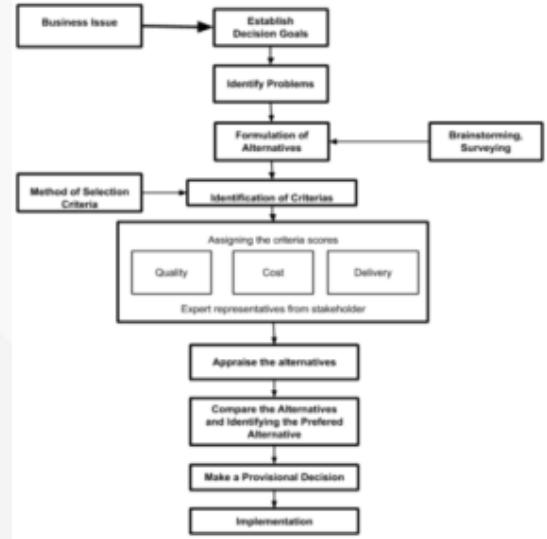 Business Issue
Establish
Decision Goals
Identify Problems
Formulation of
Alternatives
Brainstorming,
Surveying
Method of Selection
Criteria
Identification of Criterias
Assigning the criteria scores
Quality
Cost
Delivery
Expert representatives from stakeholder
Appraise the alternatives
Compare the Alternatives
and Identifying the Prefered
Alternative
Make a Provisional Decision
Implementation